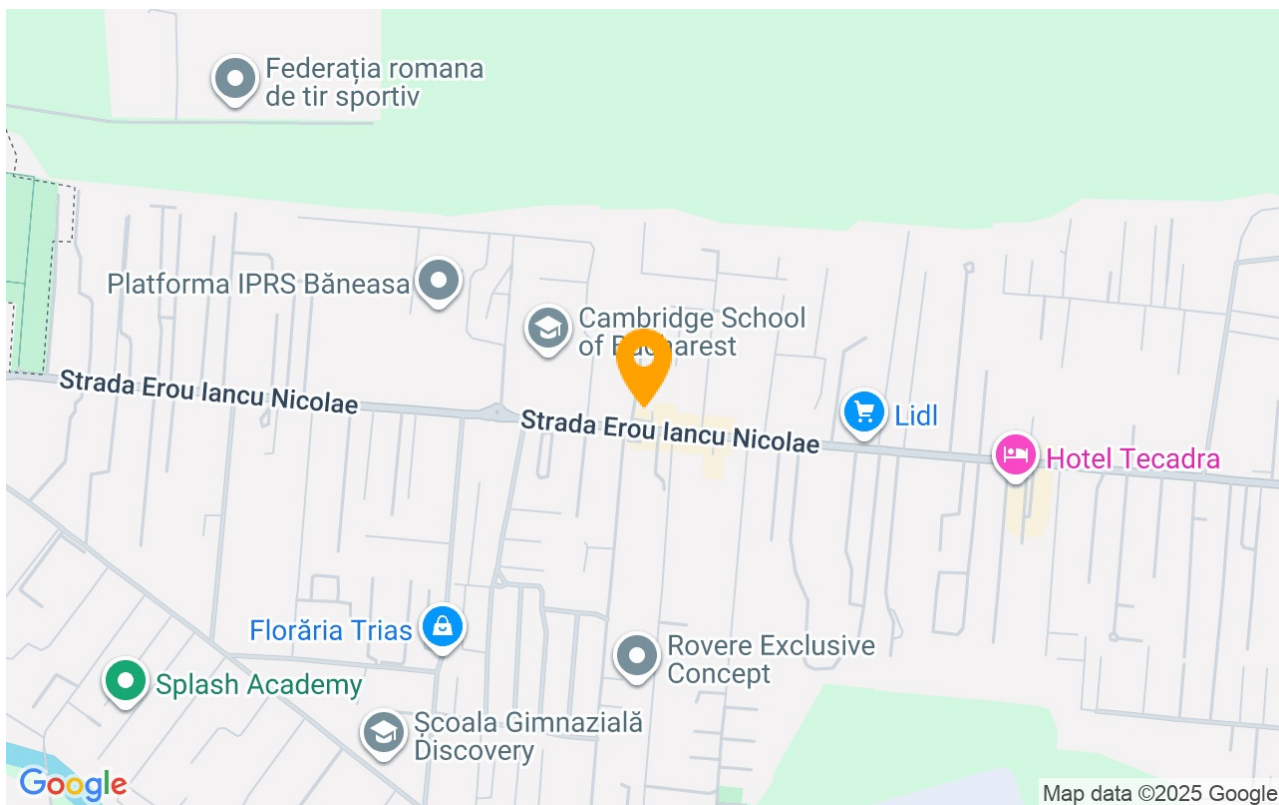 Federația romana
de tir sportiv
Platforma IPRS Băneasa
Cambridge School
of Bucharest
Strada Erou Iancu Nicolae
Strada Erou Iancu Nicolae
Lidl
Hotel Tecadra
Florăria Trias
Rovere Exclusive
Concept
Splash Academy
Școala Gimnazială
Discovery
Google
Map data ©2025 Google